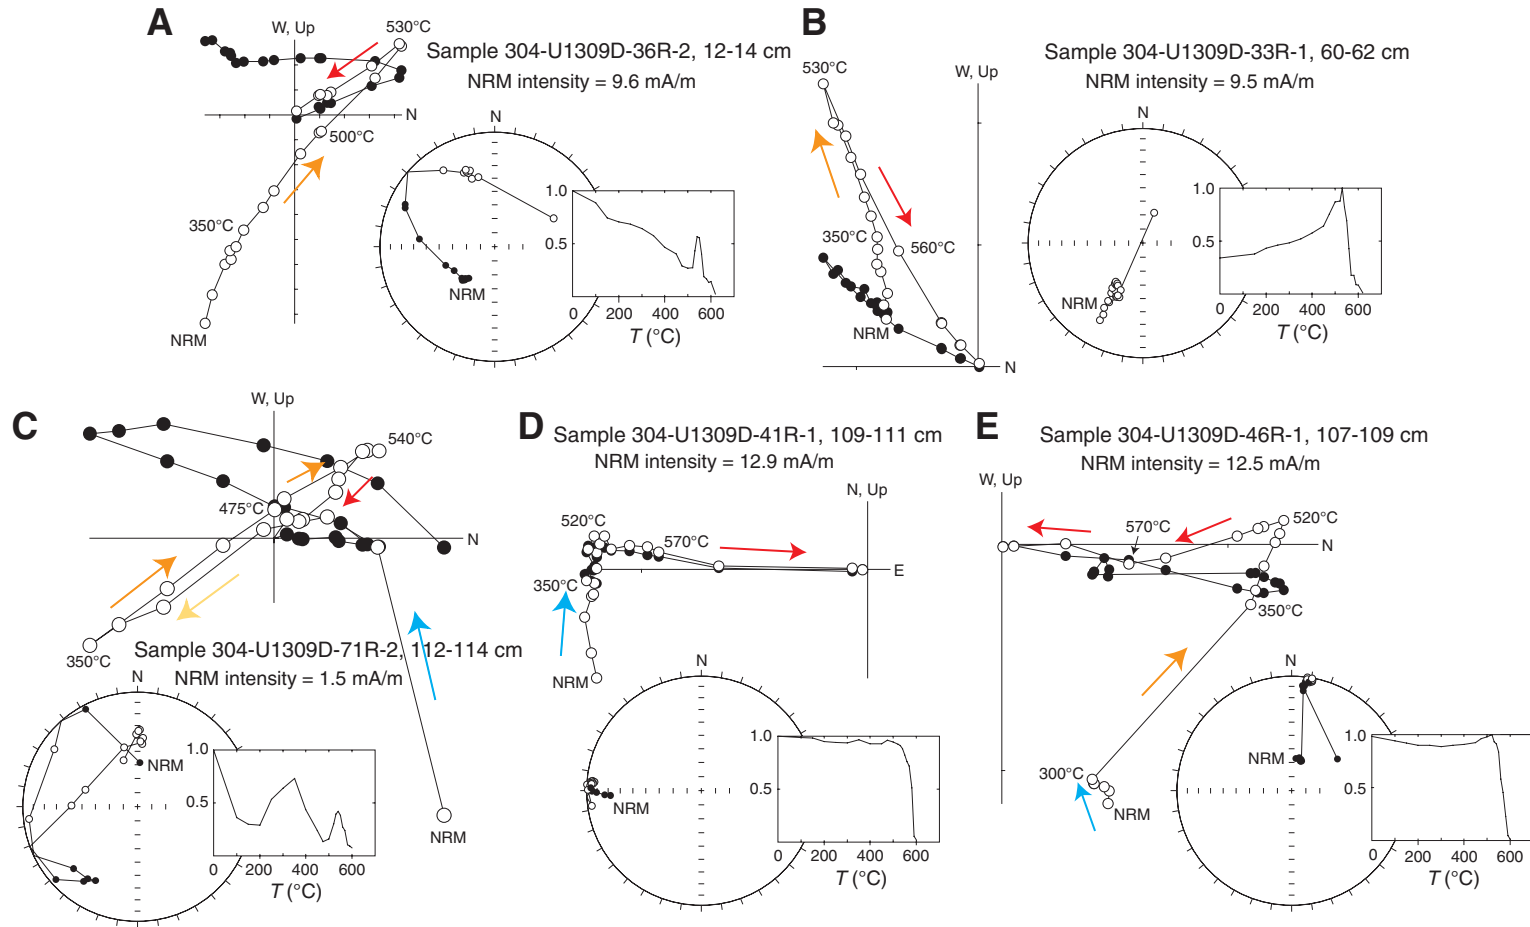 A
W, Up
530°C
Sample 304-U1309D-36R-2, 12-14 cm
NRM intensity = 9.6 mA/m
N
500°C
350°C
NRM
N
NRM
1.0
0.5
0 200 400 600
T (°C)
B
530°C
W, Up
Sample 304-U1309D-33R-1, 60-62 cm
NRM intensity = 9.5 mA/m
350°C
560°C
NRM
N
N
NRM
1.0
0.5
0 200 400 600
T (°C)
C
W, Up
540°C
475°C
N
350°C
Sample 304-U1309D-71R-2, 112-114 cm
NRM intensity = 1.5 mA/m
NRM
N
NRM
1.0
0.5
0 200 400 600
T (°C)
D
Sample 304-U1309D-41R-1, 109-111 cm
NRM intensity = 12.9 mA/m
N, Up
520°C
570°C
E
350°C
NRM
N
NRM
1.0
0.5
0 200 400 600
T (°C)
E
Sample 304-U1309D-46R-1, 107-109 cm
NRM intensity = 12.5 mA/m
W, Up
570°C
520°C
N
350°C
300°C
NRM
N
NRM
1.0
0.5
0 200 400 600
T (°C)